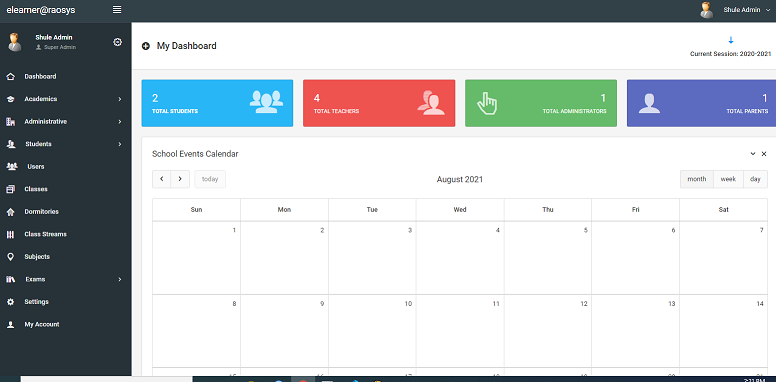 elearner@raosys
Shule Admin
Shule Admin
Super Admin
Dashboard
Academics
Administrative
Students
Users
Classes
Dormitories
Class Streams
Subjects
Exams
Settings
My Account
My Dashboard
Current Session: 2020-2021
2
TOTAL STUDENTS
4
TOTAL TEACHERS
1
TOTAL ADMINISTRATORS
1
TOTAL PARENTS
School Events Calendar
today
August 2021
month week day
Sun Mon Tue Wed Thu Fri Sat
1 2 3 4 5 6 7
8 9 10 11 12 13 14